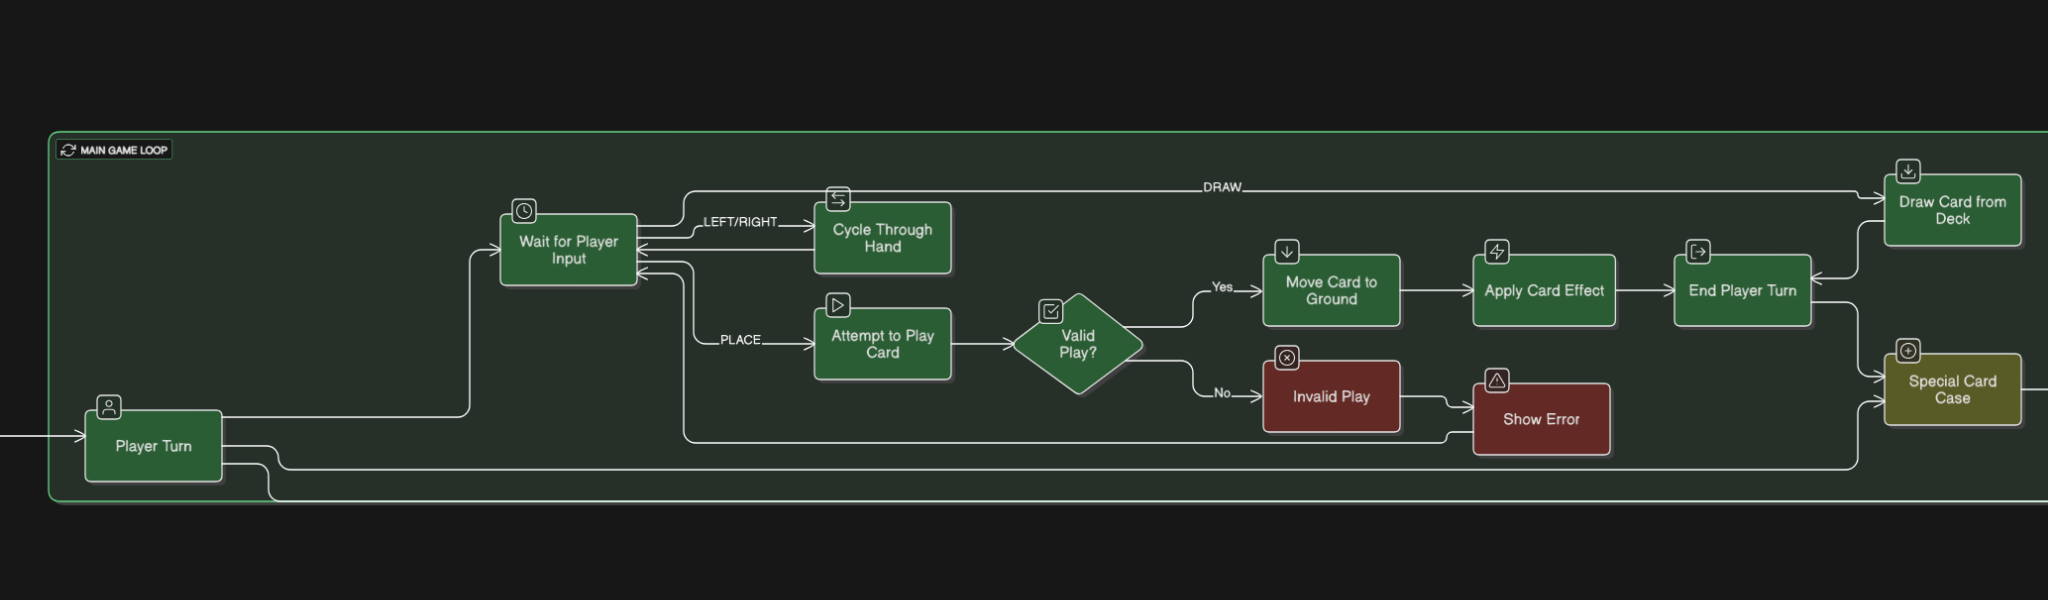 MAIN GAME LOOP
DRAW
Draw Card from
Deck
Wait for Player
Input
LEFT/RIGHT
Cycle Through
Hand
Yes
Move Card to
Ground
Apply Card Effect
End Player Turn
PLACE
Attempt to Play
Card
Valid
Play?
No
Invalid Play
Show Error
Special Card
Case
Player Turn